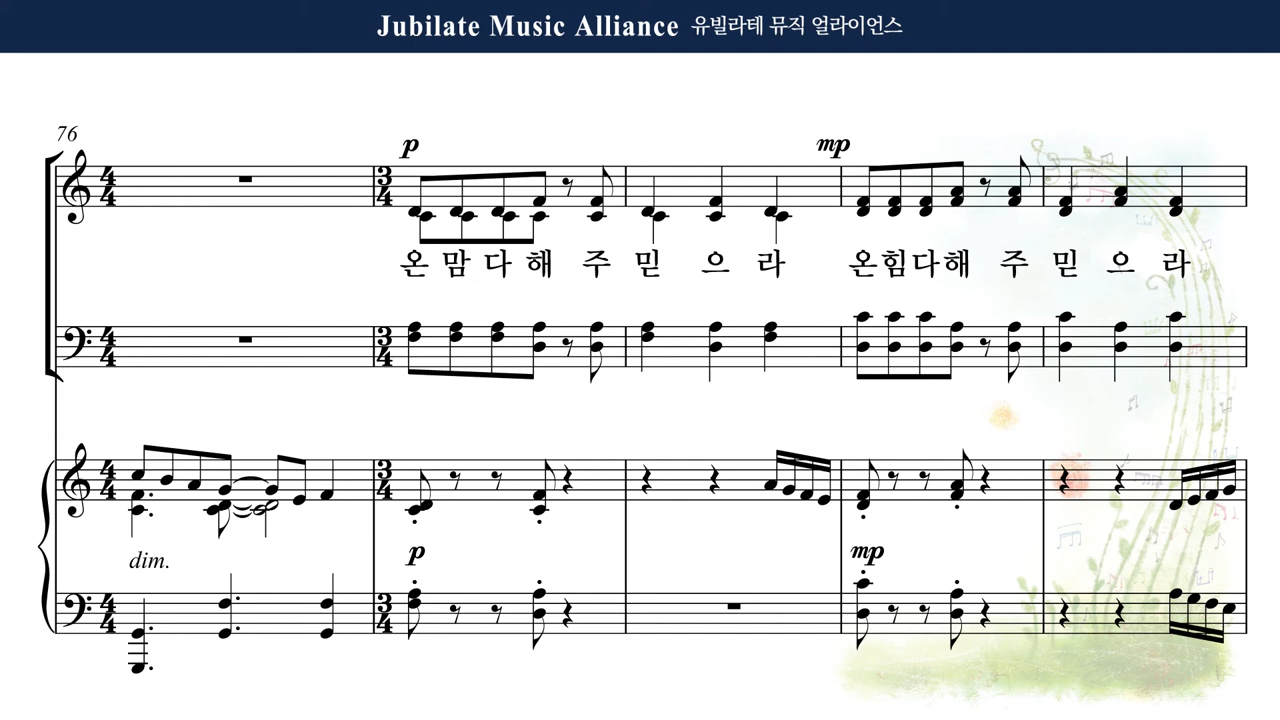 Jubilate Music Alliance 유빌라테 뮤직 얼라이언스
76
p mp
온 맘 다 해 주 믿 으 라 온 힘 다 해 주 믿 으 라
dim. p mp